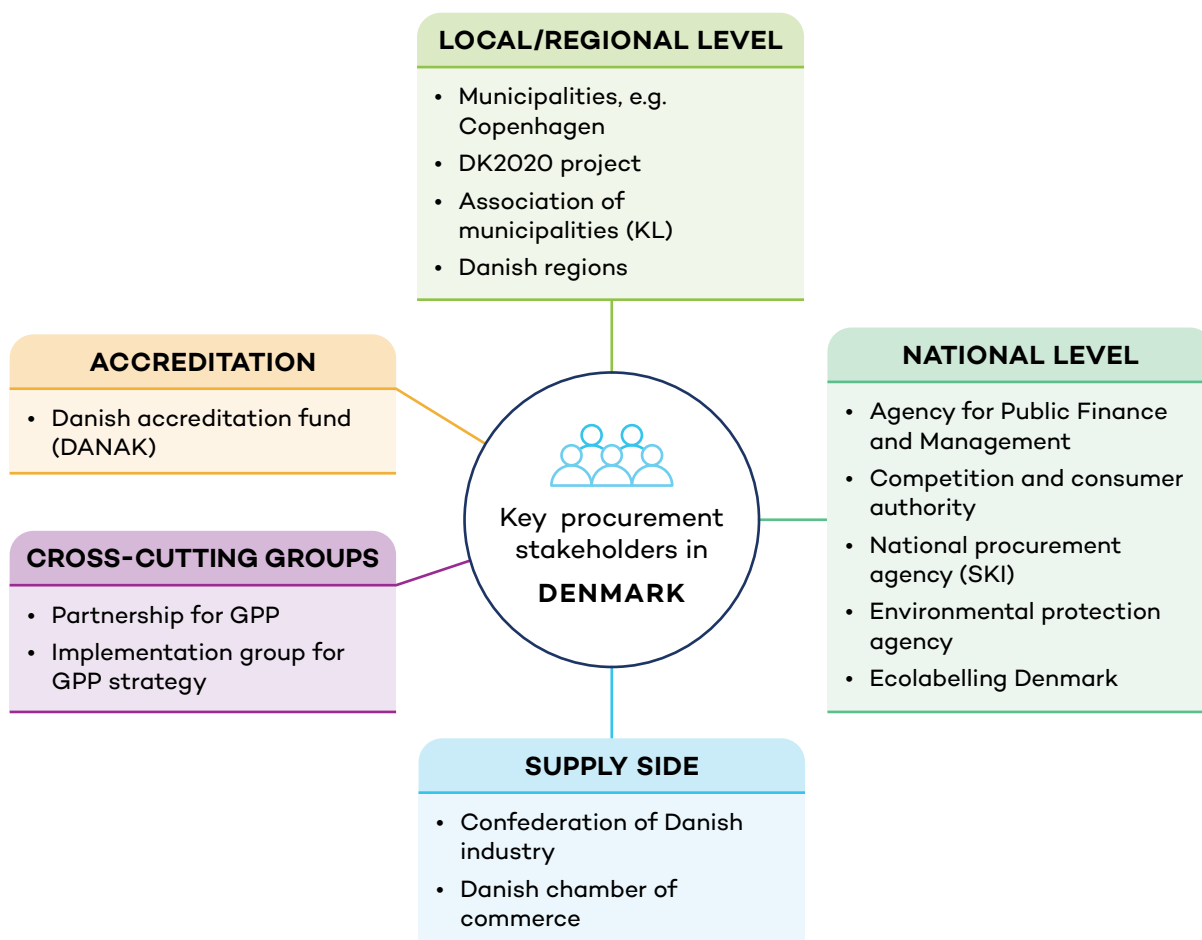 LOCAL/REGIONAL LEVEL
• Municipalities, e.g.
Copenhagen
• DK2020 project
• Association of
municipalities (KL)
• Danish regions
ACCREDITATION
• Danish accreditation fund
(DANAK)
CROSS-CUTTING GROUPS
• Partnership for GPP
• Implementation group for
GPP strategy
Key procurement
stakeholders in
DENMARK
NATIONAL LEVEL
• Agency for Public Finance
and Management
• Competition and consumer
authority
• National procurement
agency (SKI)
• Environmental protection
agency
• Ecolabelling Denmark
SUPPLY SIDE
• Confederation of Danish
industry
• Danish chamber of
commerce